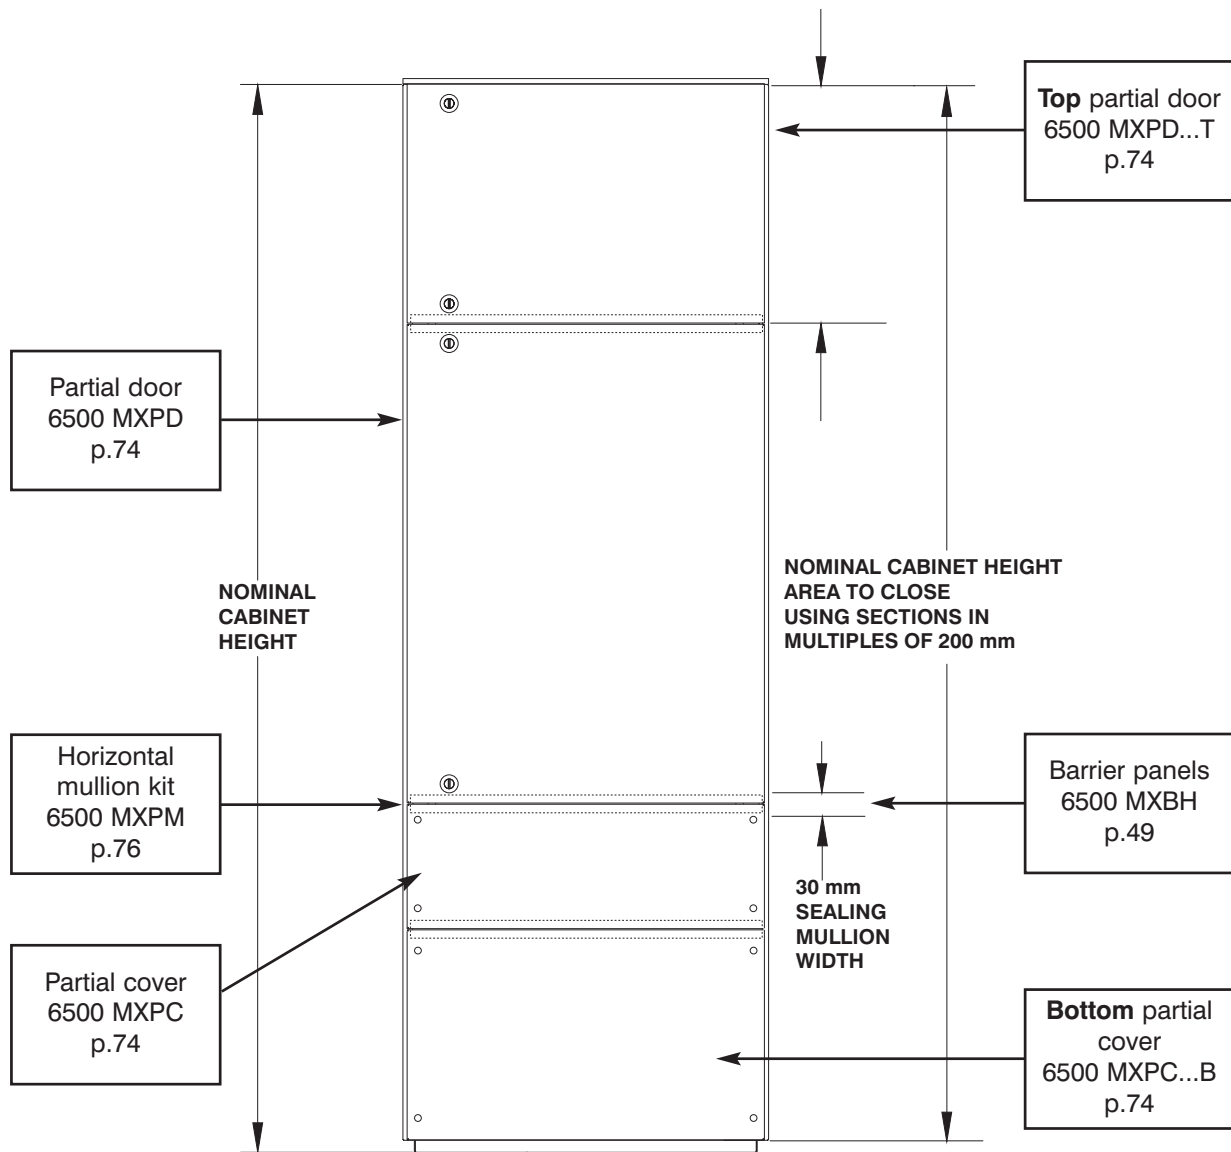 Top partial door
6500 MXPD...T
p.74
Partial door
6500 MXPD
p.74
NOMINAL
CABINET
HEIGHT
NOMINAL CABINET HEIGHT
AREA TO CLOSE
USING SECTIONS IN
MULTIPLES OF 200 mm
Horizontal
mullion kit
6500 MXPM
p.76
Barrier panels
6500 MXBH
p.49
30 mm
SEALING
MULLION
WIDTH
Partial cover
6500 MXPC
p.74
Bottom partial
cover
6500 MXPC...B
p.74